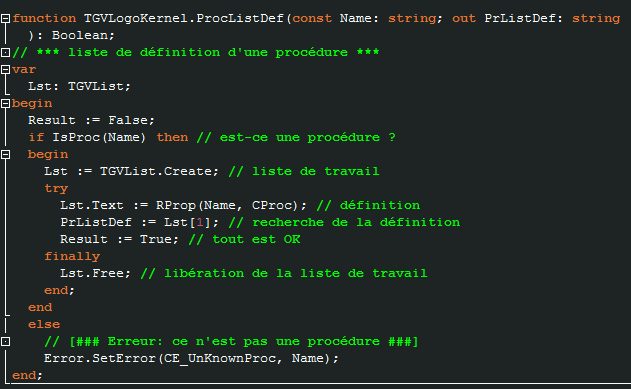 function TGVLogoKernel.ProcListDef(const Name: string; out PrListDef: string
  ): Boolean;
// *** liste de définition d'une procédure ***
var
  Lst: TGVList;
begin
  Result := False;
  if IsProc(Name) then // est-ce une procédure ?
  begin
    Lst := TGVList.Create; // liste de travail
    try
      Lst.Text := RProp(Name, CProc); // définition
      PrListDef := Lst[1]; // recherche de la définition
      Result := True; // tout est OK
    finally
      Lst.Free; // libération de la liste de travail
    end;
  end
  else
    // [### Erreur: ce n'est pas une procédure ###]
    Error.SetError(CE_UnKnownProc, Name);
end;